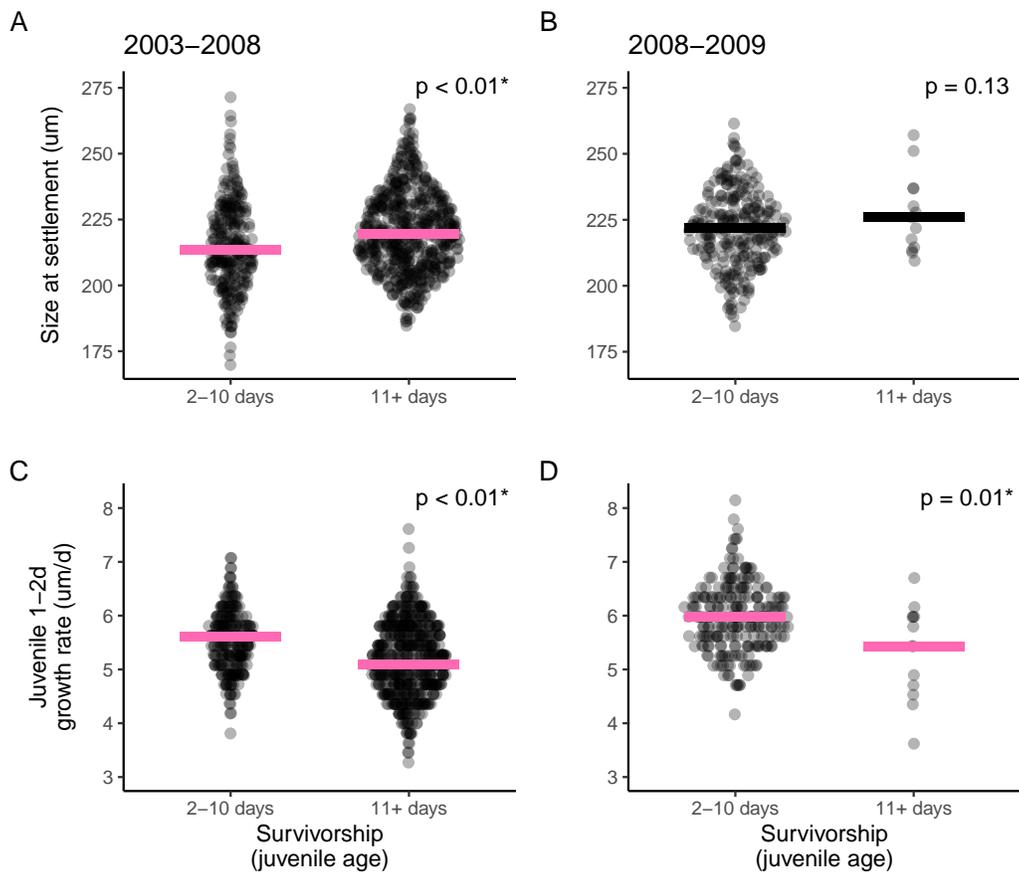 A
2003–2008
p < 0.01*
Size at settlement (um)
275
250
225
200
175
2–10 days
11+ days
B
2008–2009
p = 0.13
275
250
225
200
175
2–10 days
11+ days
C
p < 0.01*
Juvenile 1–2d
growth rate (um/d)
8
7
6
5
4
3
2–10 days
11+ days
Survivorship
(juvenile age)
D
p = 0.01*
8
7
6
5
4
3
2–10 days
11+ days
Survivorship
(juvenile age)